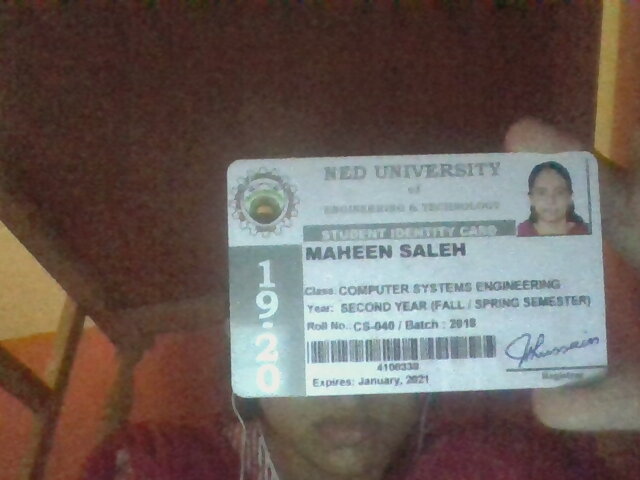 NED UNIVERSITY
of
ENGINEERING & TECHNOLOGY
STUDENT IDENTITY CARD
MAHEEN SALEH
19.20
Class: COMPUTER SYSTEMS ENGINEERING
Year: SECOND YEAR (FALL / SPRING SEMESTER)
Roll No.: CS-040 / Batch : 2018
4106339
Expires: January, 2021
Registrar